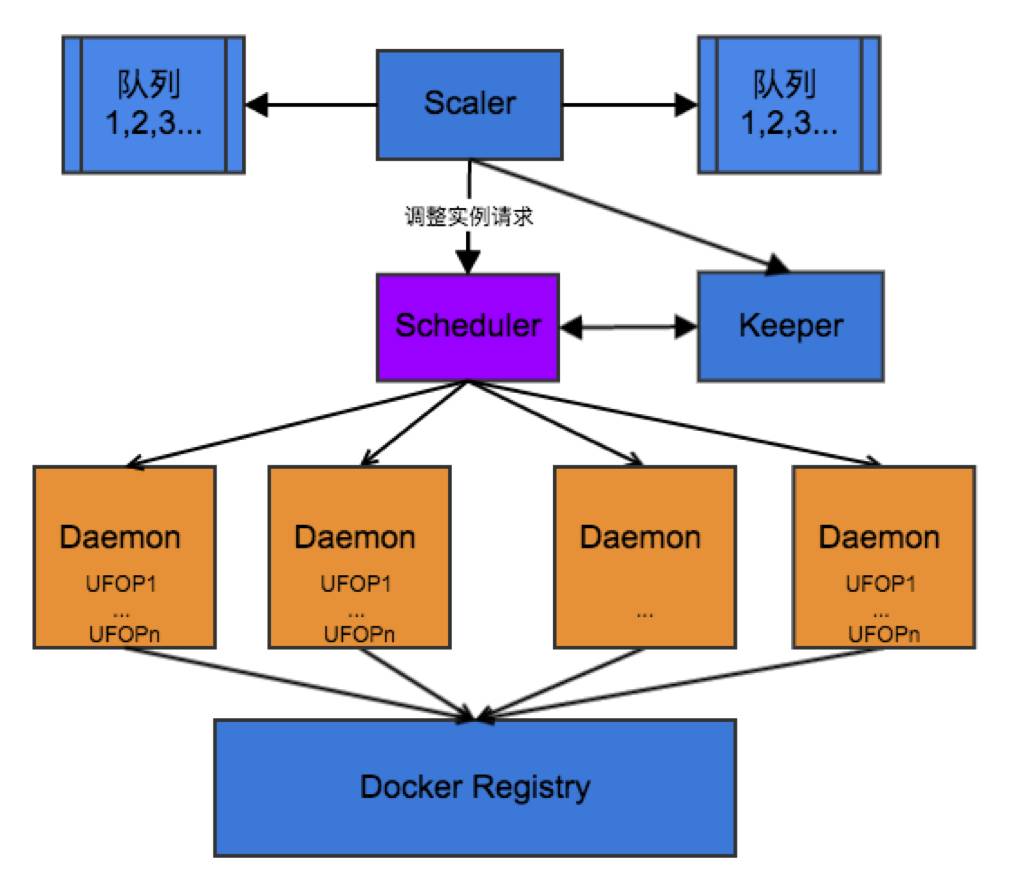 队列
1,2,3...
Scaler
队列
1,2,3...
调整实例请求
Scheduler
Keeper
Daemon
UFOP1
...
UFOPn
Daemon
UFOP1
...
UFOPn
Daemon
...
Daemon
UFOP1
...
UFOPn
Docker Registry